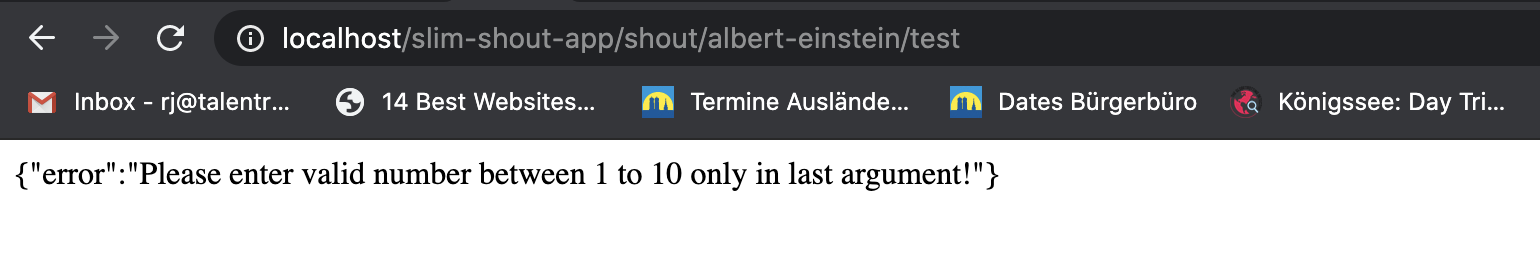 localhost/slim-shout-app/shout/albert-einstein/test
Inbox - rj@talentr... 14 Best Websites... Termine Auslände... Dates Bürgerbüro Königssee: Day Tri...
{"error":"Please enter valid number between 1 to 10 only in last argument!"}